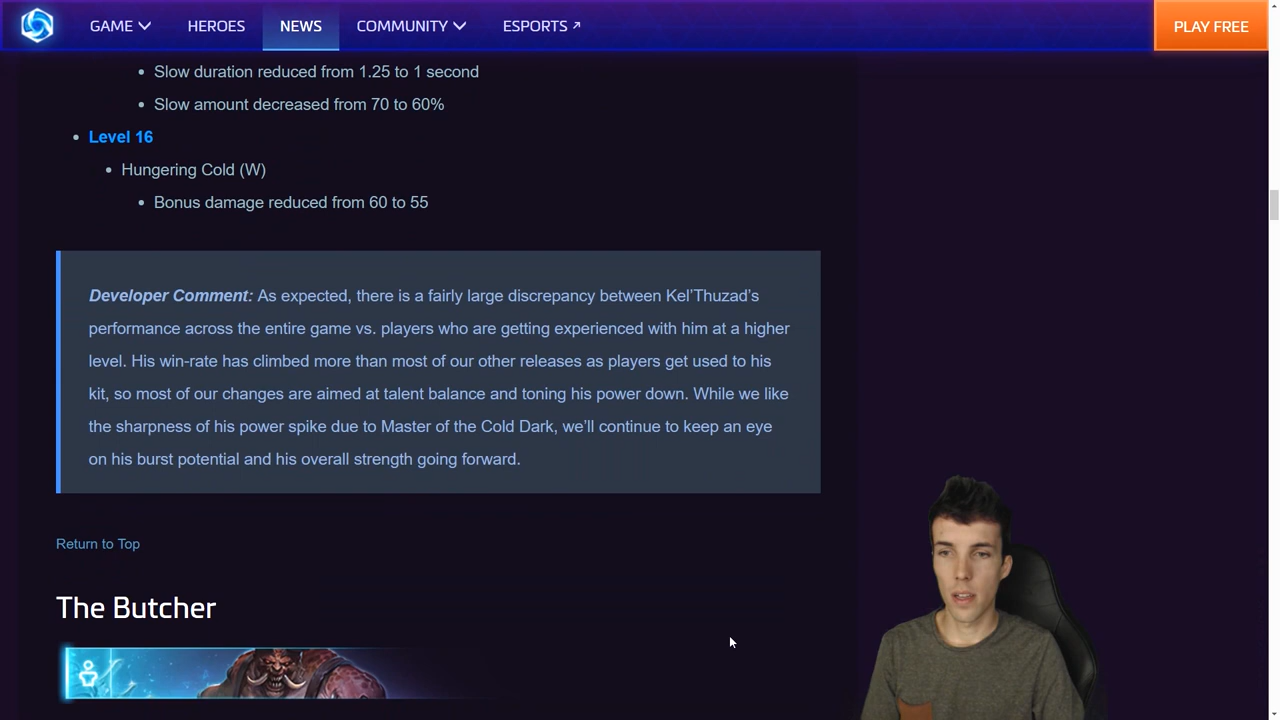 GAME HEROES NEWS COMMUNITY ESPORTS PLAY FREE
Slow duration reduced from 1.25 to 1 second
Slow amount decreased from 70 to 60%
Level 16
Hungering Cold (W)
Bonus damage reduced from 60 to 55
Developer Comment: As expected, there is a fairly large discrepancy between Kel’Thuzad’s
performance across the entire game vs. players who are getting experienced with him at a higher
level. His win-rate has climbed more than most of our other releases as players get used to his
kit, so most of our changes are aimed at talent balance and toning his power down. While we like
the sharpness of his power spike due to Master of the Cold Dark, we’ll continue to keep an eye
on his burst potential and his overall strength going forward.
Return to Top
The Butcher